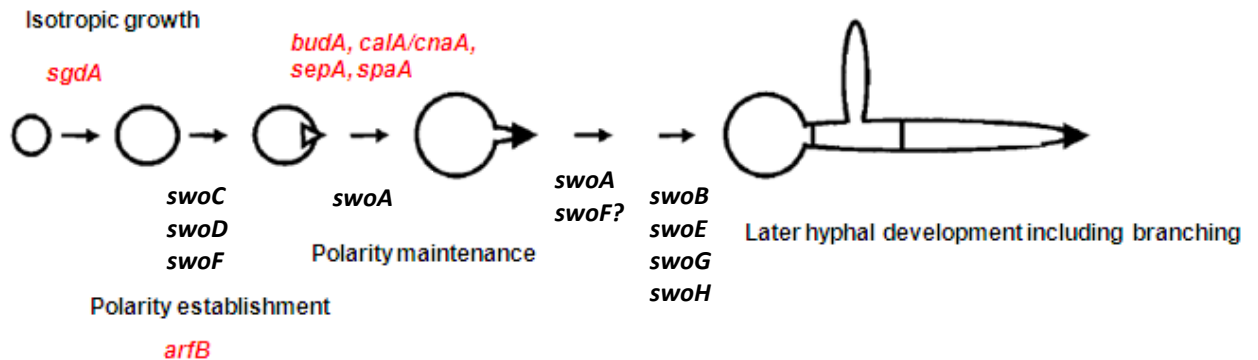 Isotropic growth
sgdA
budA, calA/cnaA,
sepA, spaA
swoC
swoD
swoF
Polarity establishment
arfB
swoA
Polarity maintenance
swoA
swoF?
swoB
swoE
swoG
swoH
Later hyphal development including branching